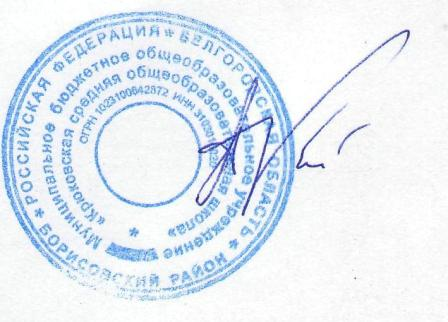 * РОССИЙСКАЯ ФЕДЕРАЦИЯ * БЕЛГОРОДСКАЯ ОБЛАСТЬ * БОРИСОВСКИЙ РАЙОН
Муниципальное бюджетное общеобразовательное учреждение
«Крюковская средняя общеобразовательная школа»
ОГРН 1023100642872 ИНН
*